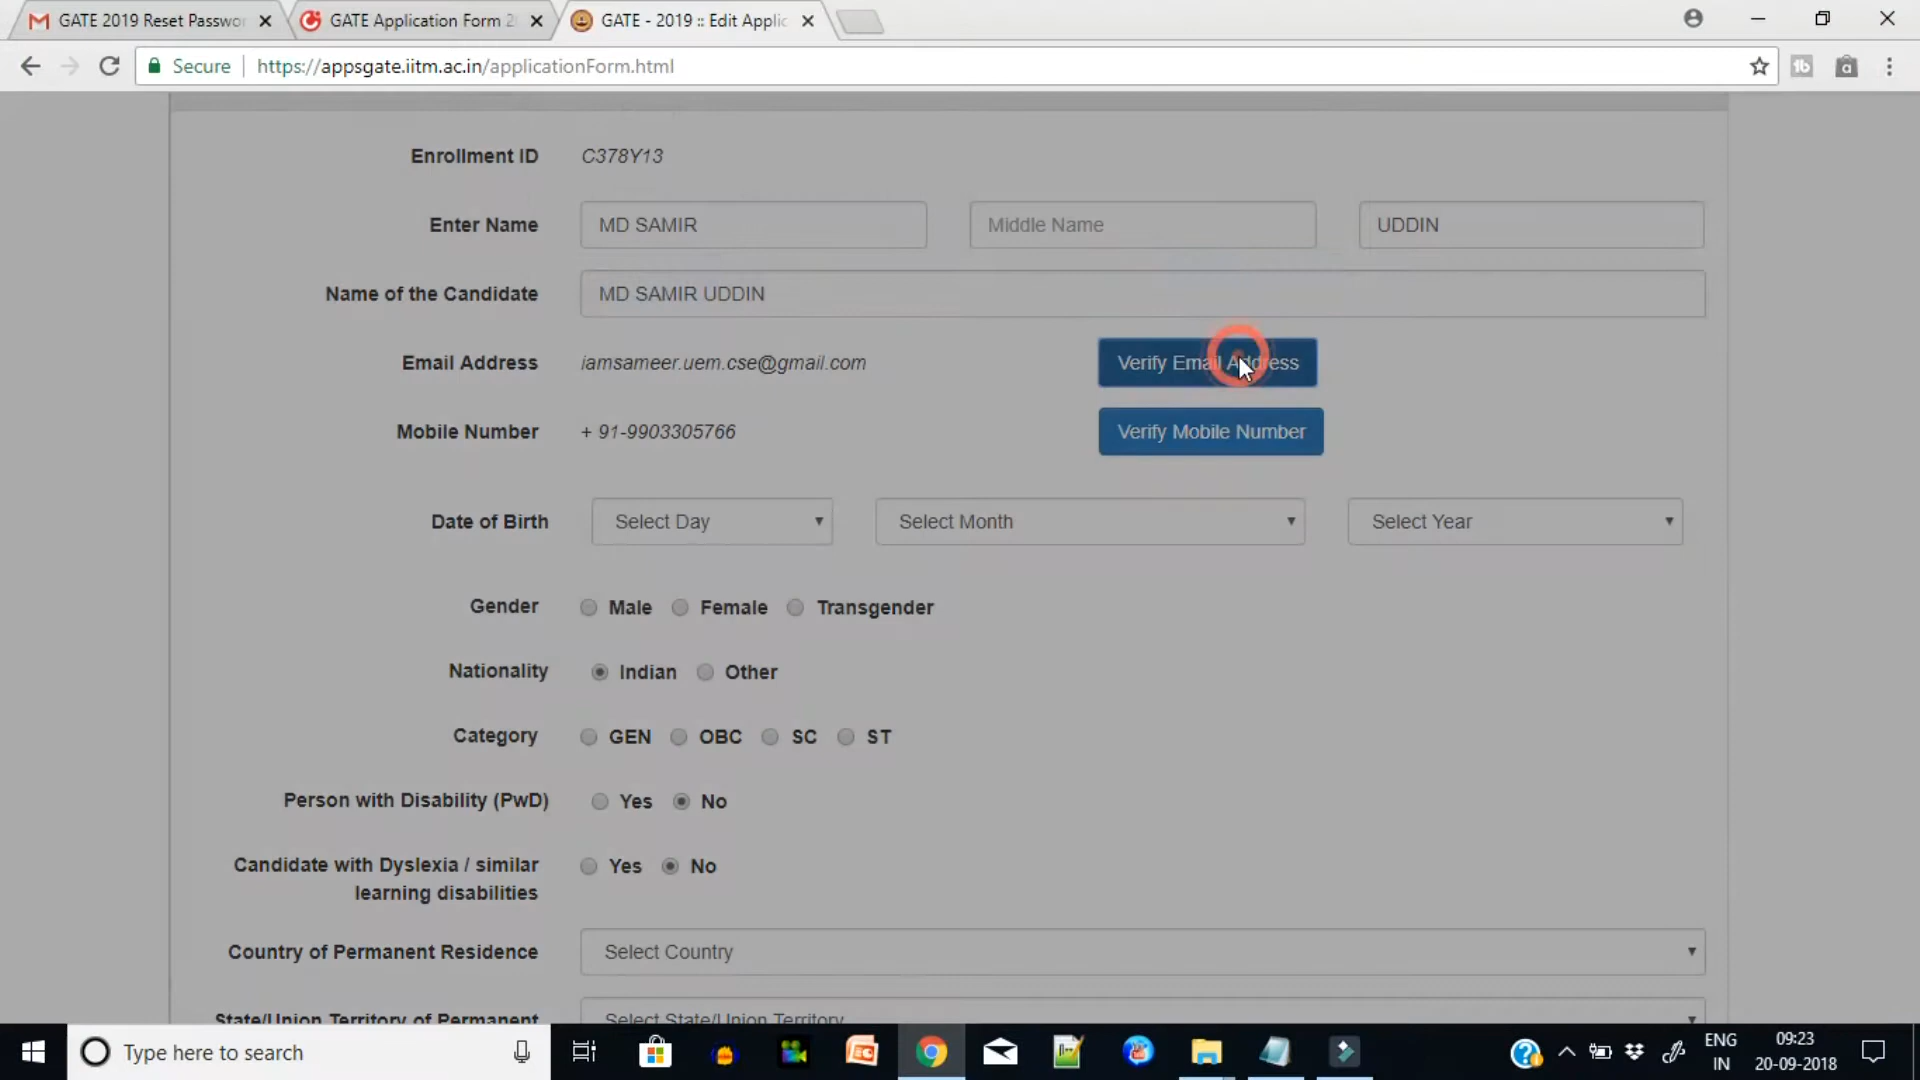 GATE 2019 Reset Passwor
GATE Application Form 2
GATE - 2019 :: Edit Applic
Secure
https://appsgate.iitm.ac.in/applicationForm.html
Enrollment ID C378Y13
Enter Name MD SAMIR Middle Name UDDIN
Name of the Candidate MD SAMIR UDDIN
Email Address iamsameer.uem.cse@gmail.com Verify Email Address
Mobile Number + 91-9903305766 Verify Mobile Number
Date of Birth Select Day Select Month Select Year
Gender Male Female Transgender
Nationality Indian Other
Category GEN OBC SC ST
Person with Disability (PwD) Yes No
Candidate with Dyslexia / similar
learning disabilities Yes No
Country of Permanent Residence Select Country
State/Union Territory of Permanent Select State/Union Territory
Type here to search
ENG
IN
09:23
20-09-2018